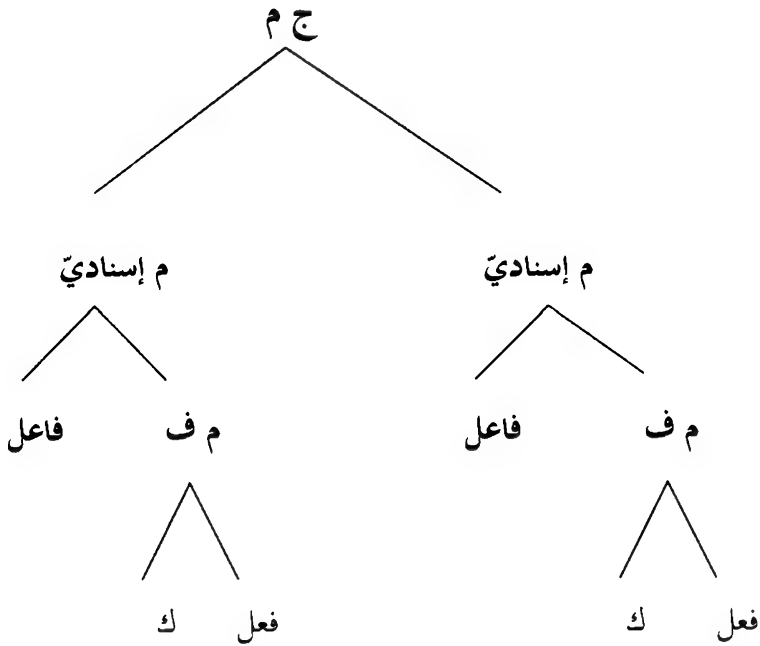 ج م
م إسناديّ م إسناديّ
م ف فاعل م ف فاعل
فعل ك فعل ك